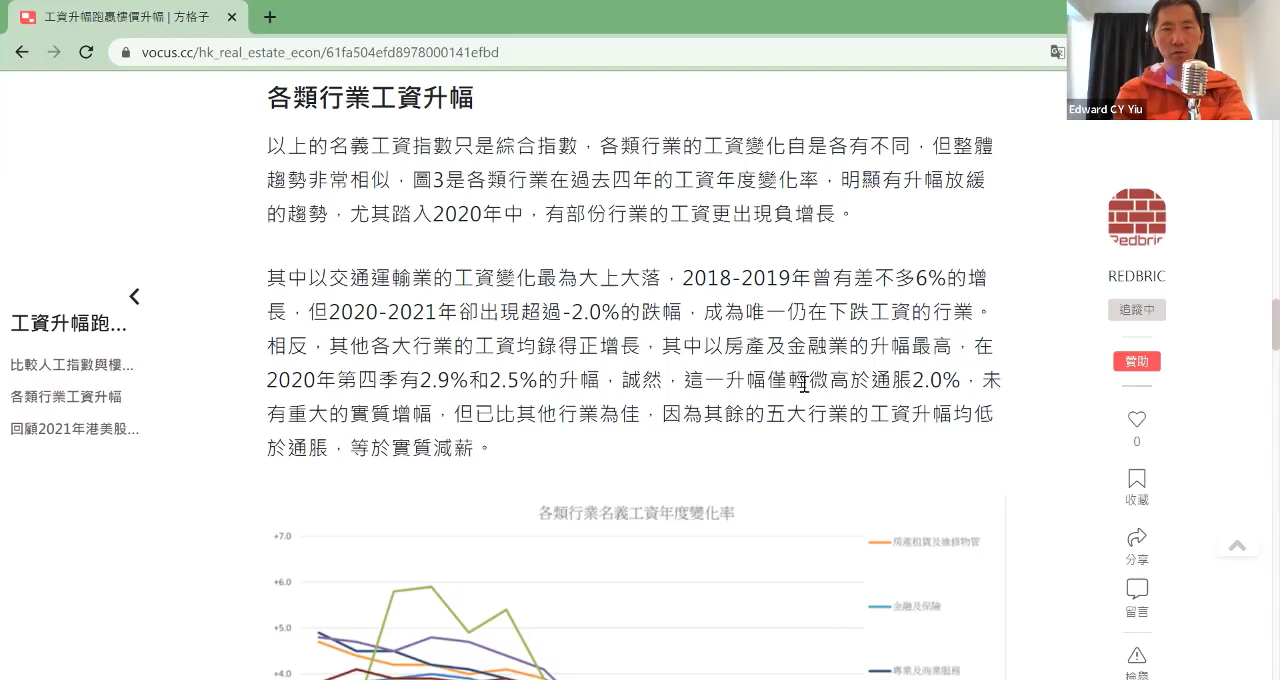 工資升幅跑贏樓價升幅 | 方格子
vocus.cc/hk_real_estate_econ/61fa504efd8978000141efbd
Edward CY Yiu
各類行業工資升幅
以上的名義工資指數只是綜合指數，各類行業的工資變化自是各有不同，但整體
趨勢非常相似，圖3是各類行業在過去四年的工資年度變化率，明顯有升幅放緩
的趨勢，尤其踏入2020年中，有部份行業的工資更出現負增長。
其中以交通運輸業的工資變化最為大上大落，2018-2019年曾有差不多6%的增
長，但2020-2021年卻出現超過-2.0%的跌幅，成為唯一仍在下跌工資的行業。
相反，其他各大行業的工資均錄得正增長，其中以房產及金融業的升幅最高，在
2020年第四季有2.9%和2.5%的升幅，誠然，這一升幅僅輕微高於通脹2.0%，未
有重大的實質增幅，但已比其他行業為佳，因為其餘的五大行業的工資升幅均低
於通脹，等於實質減薪。
工資升幅跑...
比較人工指數與樓...
各類行業工資升幅
回顧2021年港美股...
Redbric
REDBRIC
追蹤中
贊助
0
收藏
分享
留言
檢舉
各類行業名義工資年度變化率
+7.0
+6.0
+5.0
+4.0
房產租賃及維修物管
金融及保險
專業及商業服務